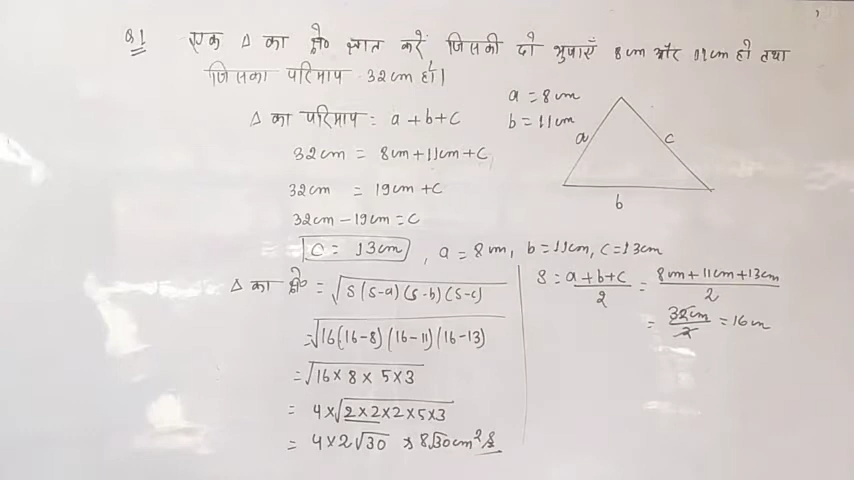 Q1 एक Δ का क्षे० ज्ञात करें जिसकी दो भुजाएँ 8cm और 11cm हो तथा
जिसका परिमाप 32cm हो।
a = 8cm
b = 11cm
Δ का परिमाप = a + b + c
32cm = 8cm + 11cm + C
32cm = 19cm + C
32cm - 19cm = C
C = 13cm, a = 8cm, b = 11cm, C = 13cm
a
c
b
Δ का क्षे० = √S(S-a)(S-b)(S-c)
= √16(16-8)(16-11)(16-13)
= √16 × 8 × 5 × 3
= 4 × √2 × 2 × 2 × 5 × 3
= 4 × 2√30 8√30cm²
S = a+b+c/2 = 8cm + 11cm + 13cm/2
= 32cm/2 = 16cm